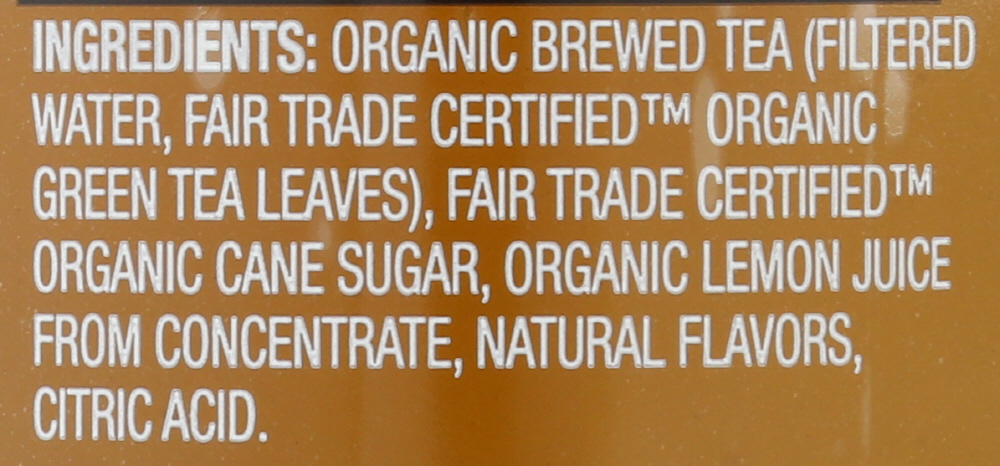 INGREDIENTS: ORGANIC BREWED TEA (FILTERED
WATER, FAIR TRADE CERTIFIED™ ORGANIC
GREEN TEA LEAVES), FAIR TRADE CERTIFIED™
ORGANIC CANE SUGAR, ORGANIC LEMON JUICE
FROM CONCENTRATE, NATURAL FLAVORS,
CITRIC ACID.